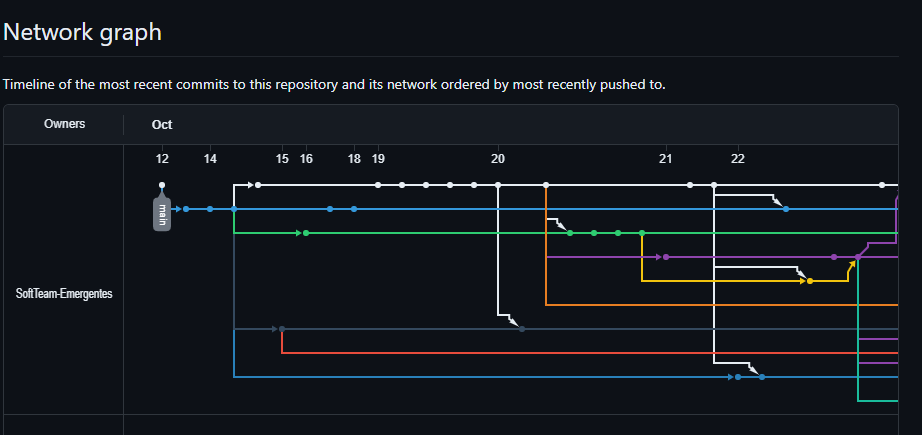 Network graph
Timeline of the most recent commits to this repository and its network ordered by most recently pushed to.
Owners Oct
12 14 15 16 18 19 20 21 22
main
SoftTeam-Emergentes